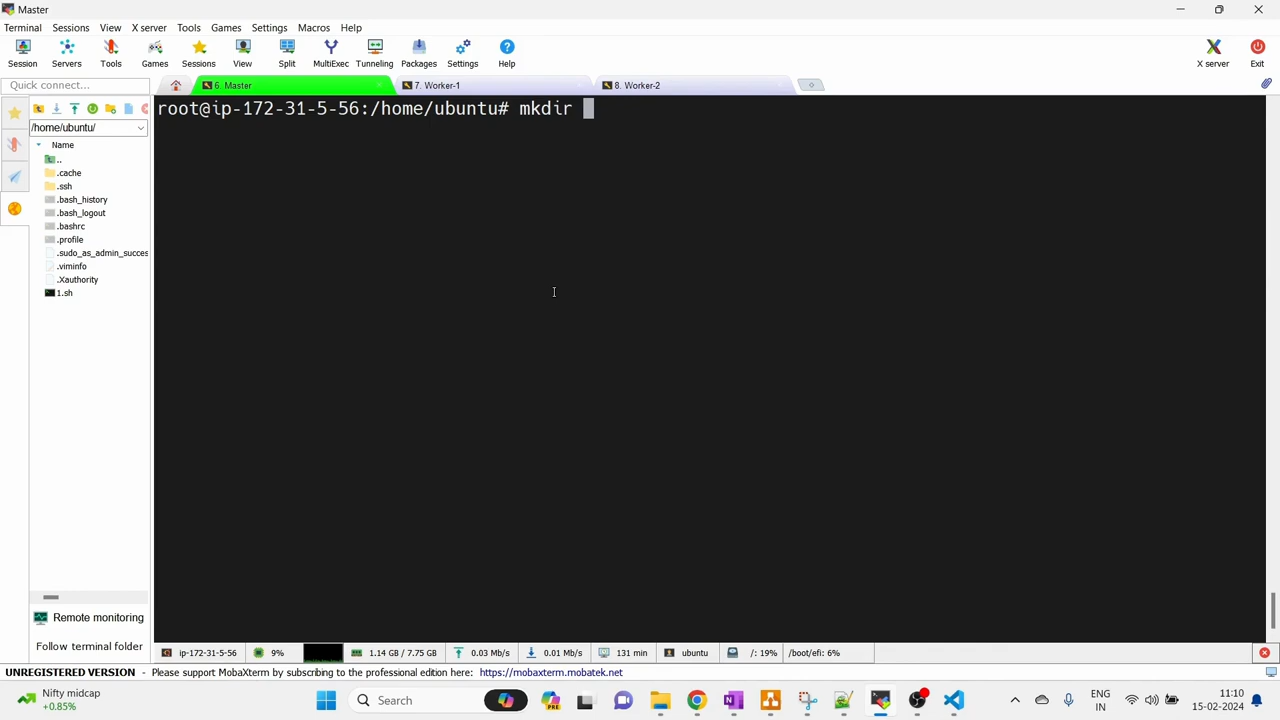 Master
Terminal Sessions View X server Tools Games Settings Macros Help
Session Servers Tools Games Sessions View Split MultiExec Tunneling Packages Settings Help X server Exit
Quick connect... 6. Master 7. Worker-1 8. Worker-2
root@ip-172-31-5-56:/home/ubuntu# mkdir
/home/ubuntu/
Name
..
.cache
.ssh
.bash_history
.bash_logout
.bashrc
.profile
.sudo_as_admin_succes
.viminfo
.Xauthority
1.sh
Remote monitoring
Follow terminal folder
ip-172-31-5-56 9% 1.14 GB / 7.75 GB 0.03 Mb/s 0.01 Mb/s 131 min ubuntu /: 19% /boot/efi: 6%
UNREGISTERED VERSION - Please support MobaXterm by subscribing to the professional edition here: https://mobaxterm.mobatek.net
Nifty midcap
+0.85%
Search
PRE
ENG
IN
11:10
15-02-2024